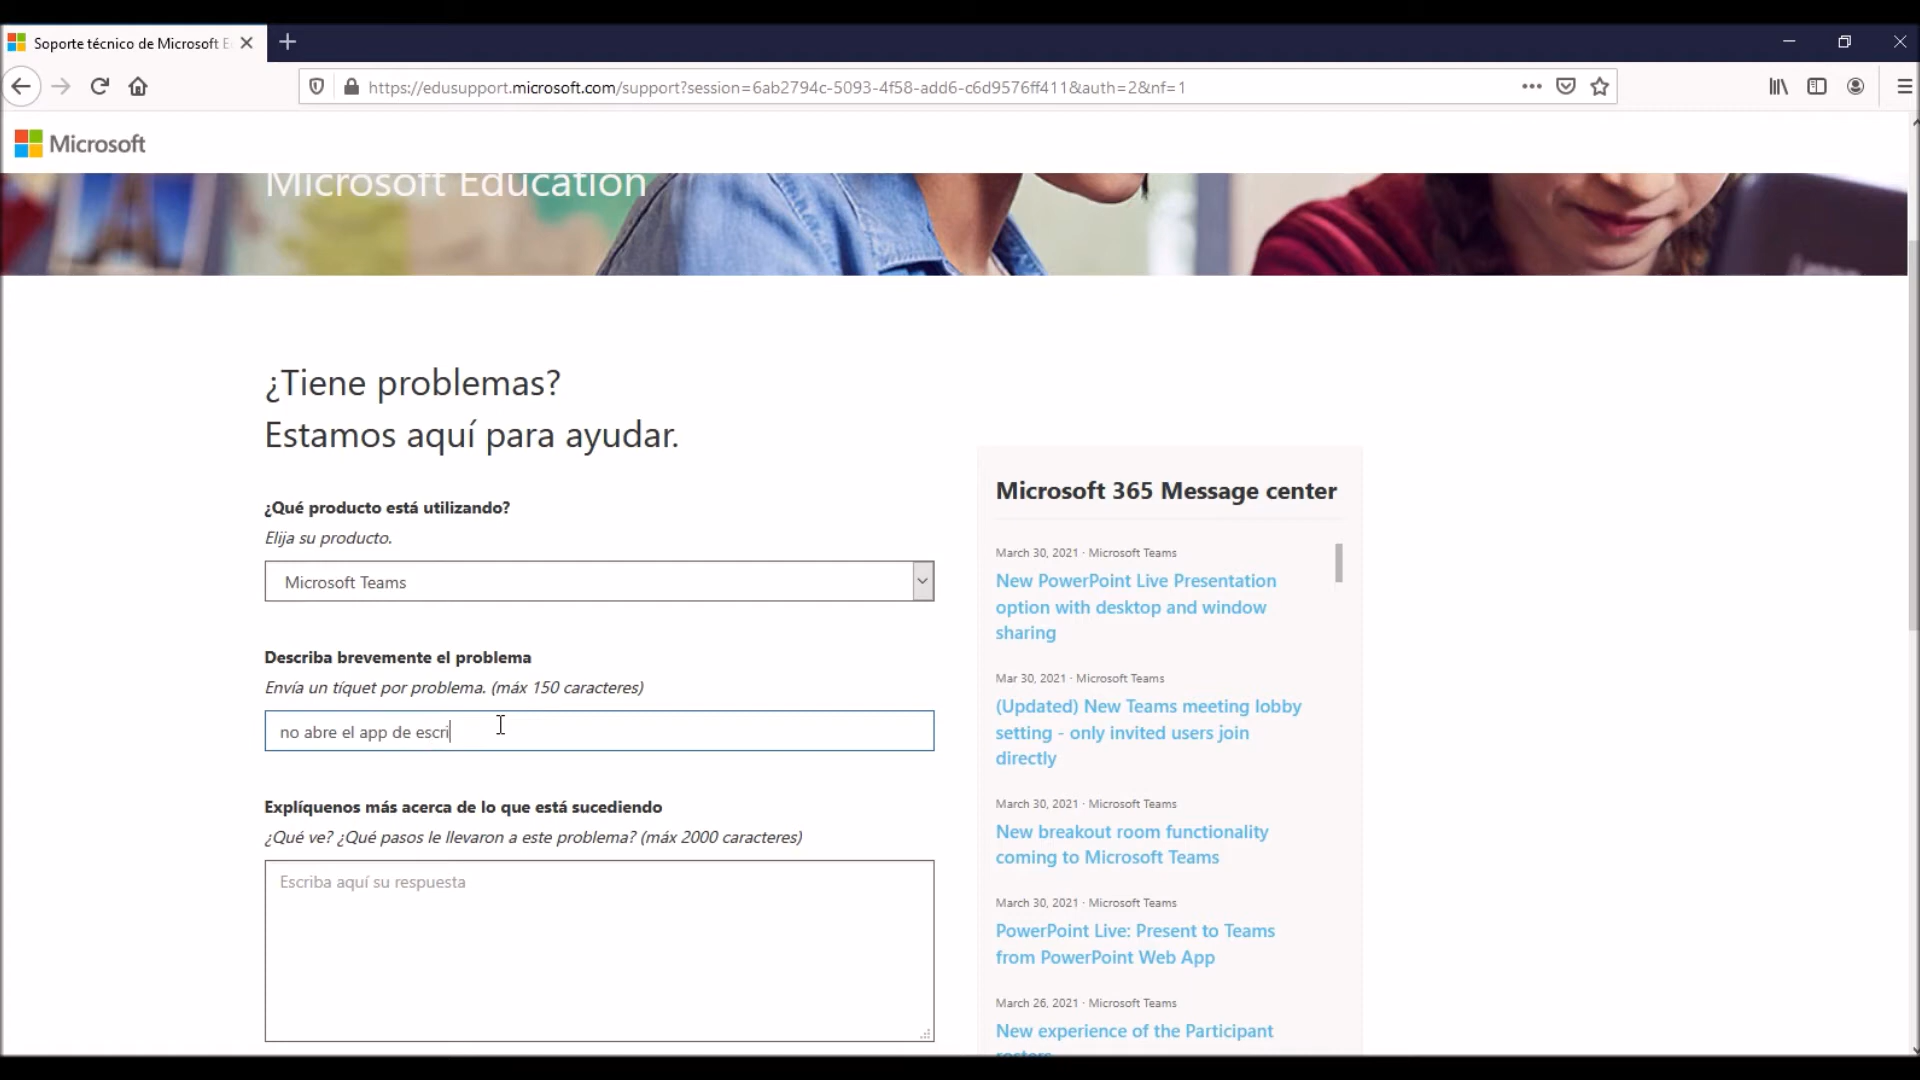 Soporte técnico de Microsoft E
https://edusupport.microsoft.com/support?session=6ab2794c-5093-4f58-add6-c6d9576ff411&auth=2&nf=1
Microsoft
Microsoft Education
¿Tiene problemas?
Estamos aquí para ayudar.
¿Qué producto está utilizando?
Elija su producto.
Microsoft Teams
Describa brevemente el problema
Envía un tíquet por problema. (máx 150 caracteres)
no abre el app de escri
Explíquenos más acerca de lo que está sucediendo
¿Qué ve? ¿Qué pasos le llevaron a este problema? (máx 2000 caracteres)
Escriba aquí su respuesta
Microsoft 365 Message center
March 30, 2021 · Microsoft Teams
New PowerPoint Live Presentation
option with desktop and window
sharing
Mar 30, 2021 · Microsoft Teams
(Updated) New Teams meeting lobby
setting - only invited users join
directly
March 30, 2021 · Microsoft Teams
New breakout room functionality
coming to Microsoft Teams
March 30, 2021 · Microsoft Teams
PowerPoint Live: Present to Teams
from PowerPoint Web App
March 26, 2021 · Microsoft Teams
New experience of the Participant